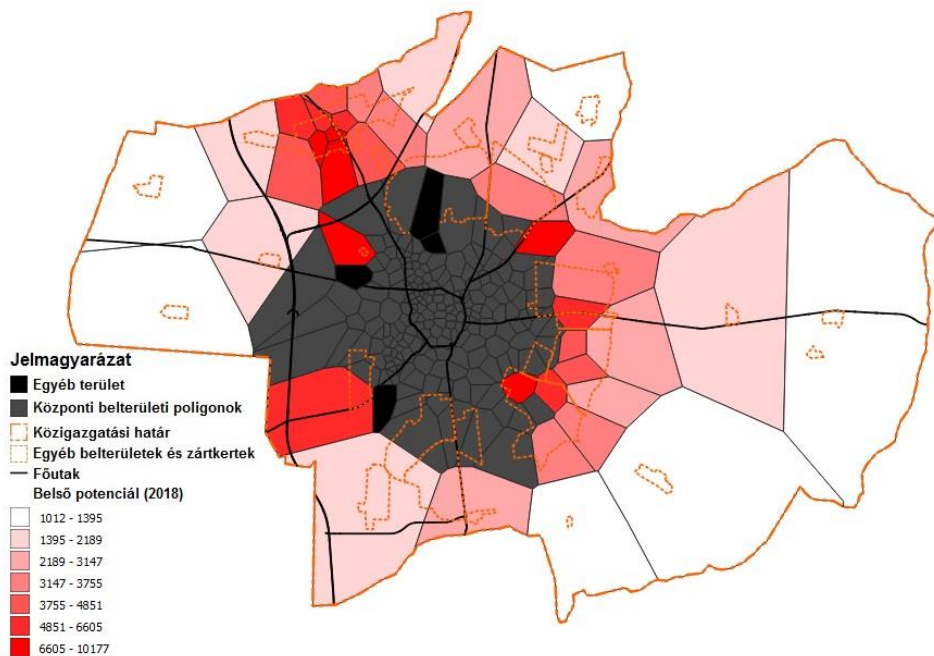 Jelmagyarázat
Egyéb terület
Központi belterületi poligonok
Közigazgatási határ
Egyéb belterületek és zártkertek
Főutak
Belső potenciál (2018)
1012 - 1395
1395 - 2189
2189 - 3147
3147 - 3755
3755 - 4851
4851 - 6605
6605 - 10177